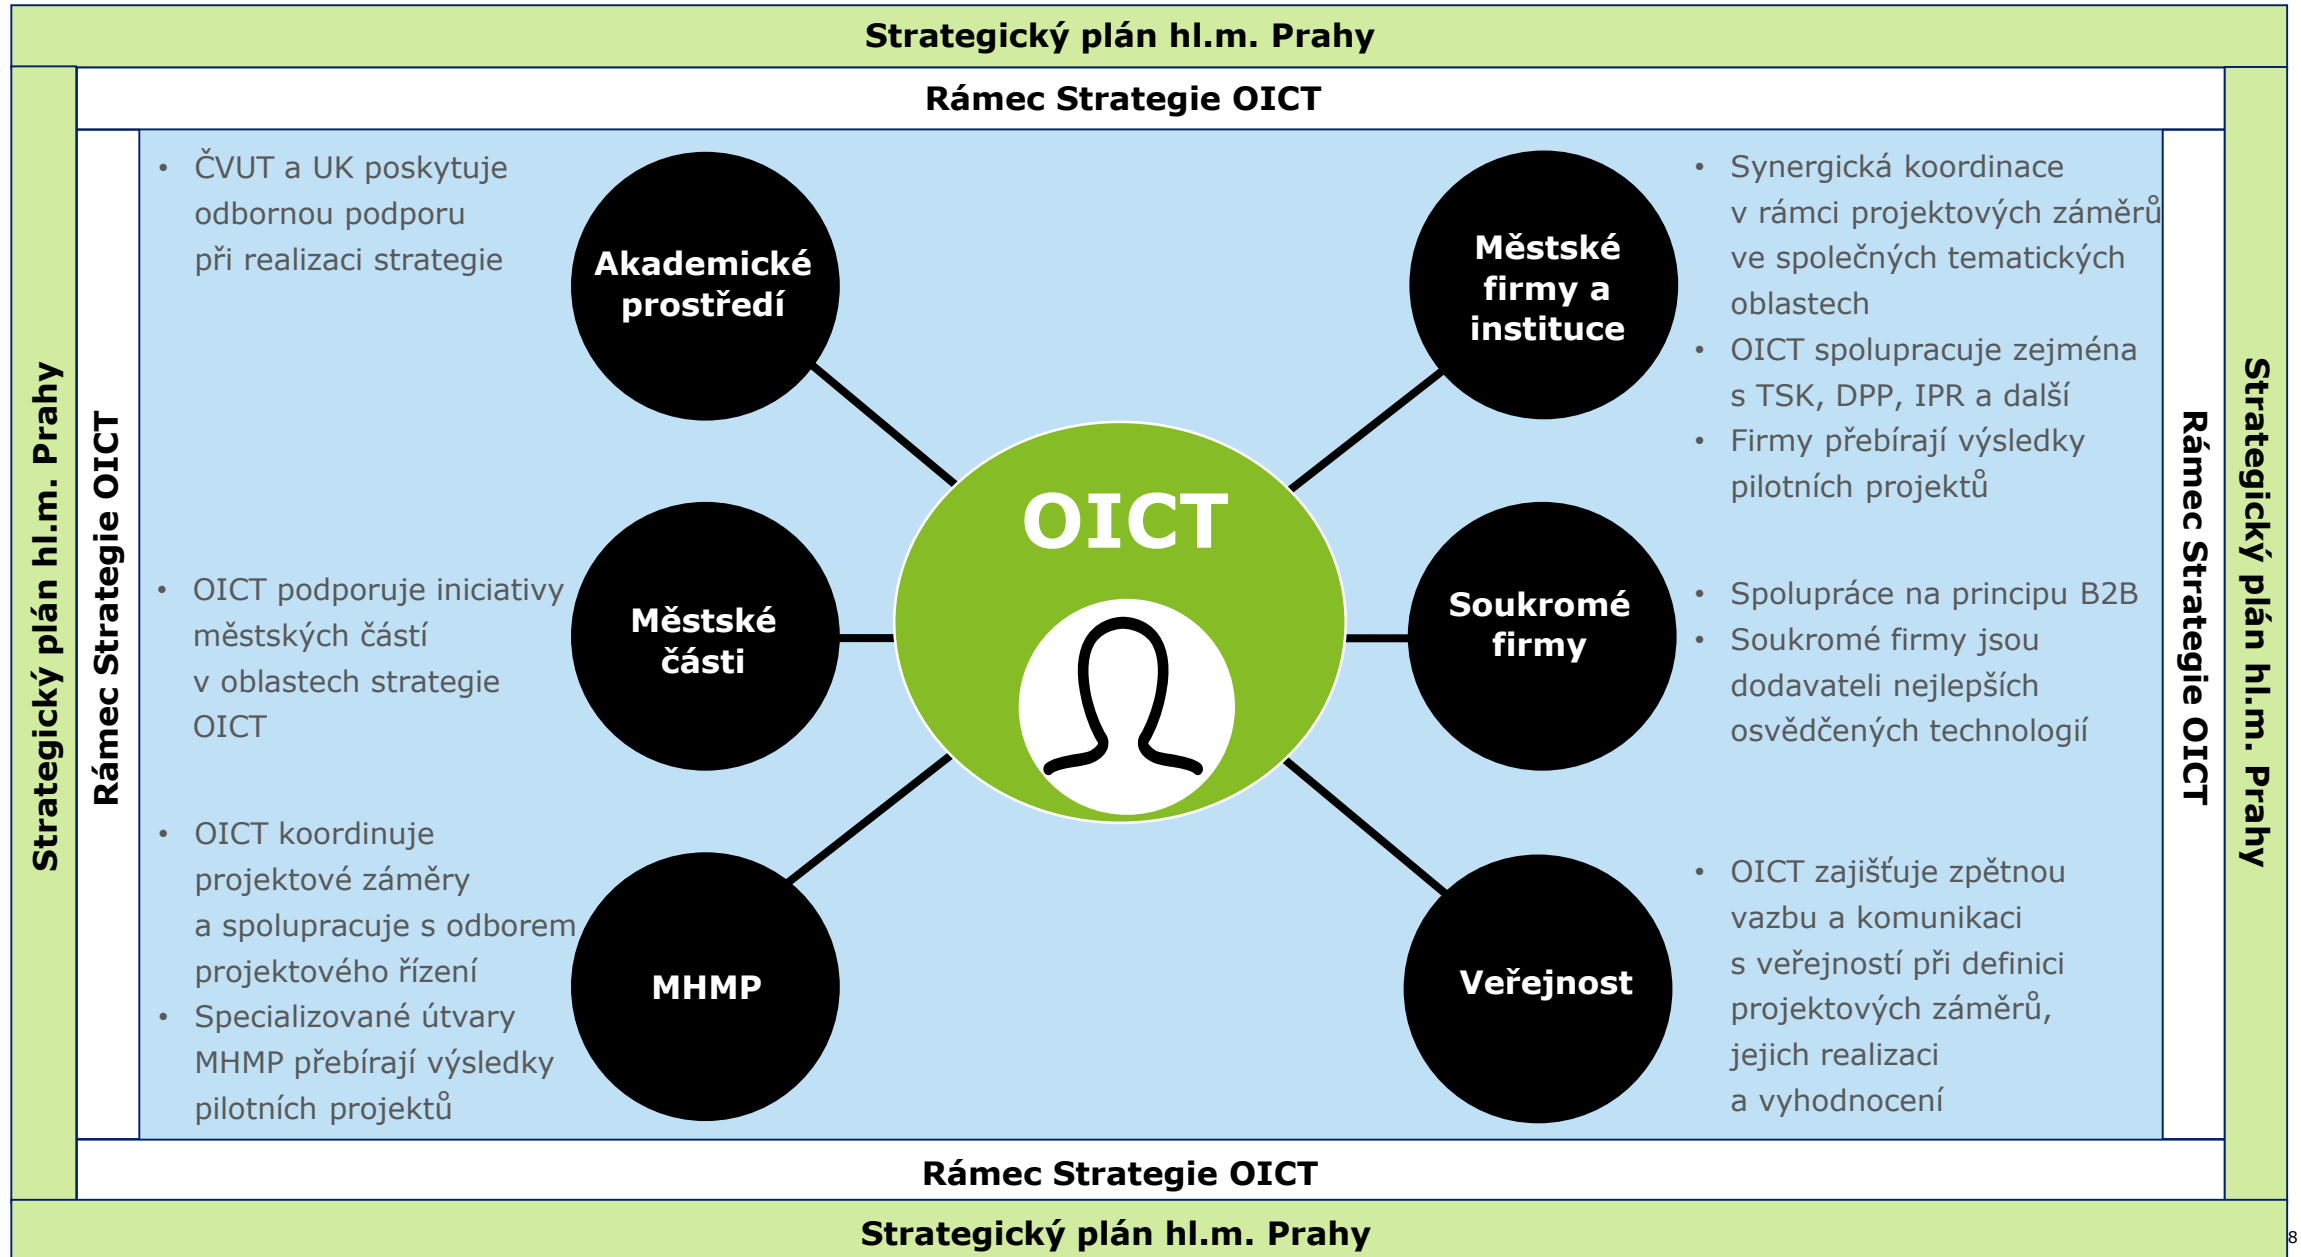 Strategický plán hl.m. Prahy
Rámec Strategie OICT
Strategický plán hl.m. Prahy
Rámec Strategie OICT
• ČVUT a UK poskytuje
odbornou podporu
při realizaci strategie
Akademické
prostředí
• OICT podporuje iniciativy
městských částí
v oblastech strategie
OICT
Městské
části
• OICT koordinuje
projektové záměry
a spolupracuje s odborem
projektového řízení
• Specializované útvary
MHMP přebírají výsledky
pilotních projektů
MHMP
OICT
Městské
firmy a
instituce
• Synergická koordinace
v rámci projektových záměrů
ve společných tematických
oblastech
• OICT spolupracuje zejména
s TSK, DPP, IPR a další
• Firmy přebírají výsledky
pilotních projektů
Soukromé
firmy
• Spolupráce na principu B2B
• Soukromé firmy jsou
dodavateli nejlepších
osvědčených technologií
Veřejnost
• OICT zajišťuje zpětnou
vazbu a komunikaci
s veřejností při definici
projektových záměrů,
jejich realizaci
a vyhodnocení
Rámec Strategie OICT
Strategický plán hl.m. Prahy
Rámec Strategie OICT
Strategický plán hl.m. Prahy
8